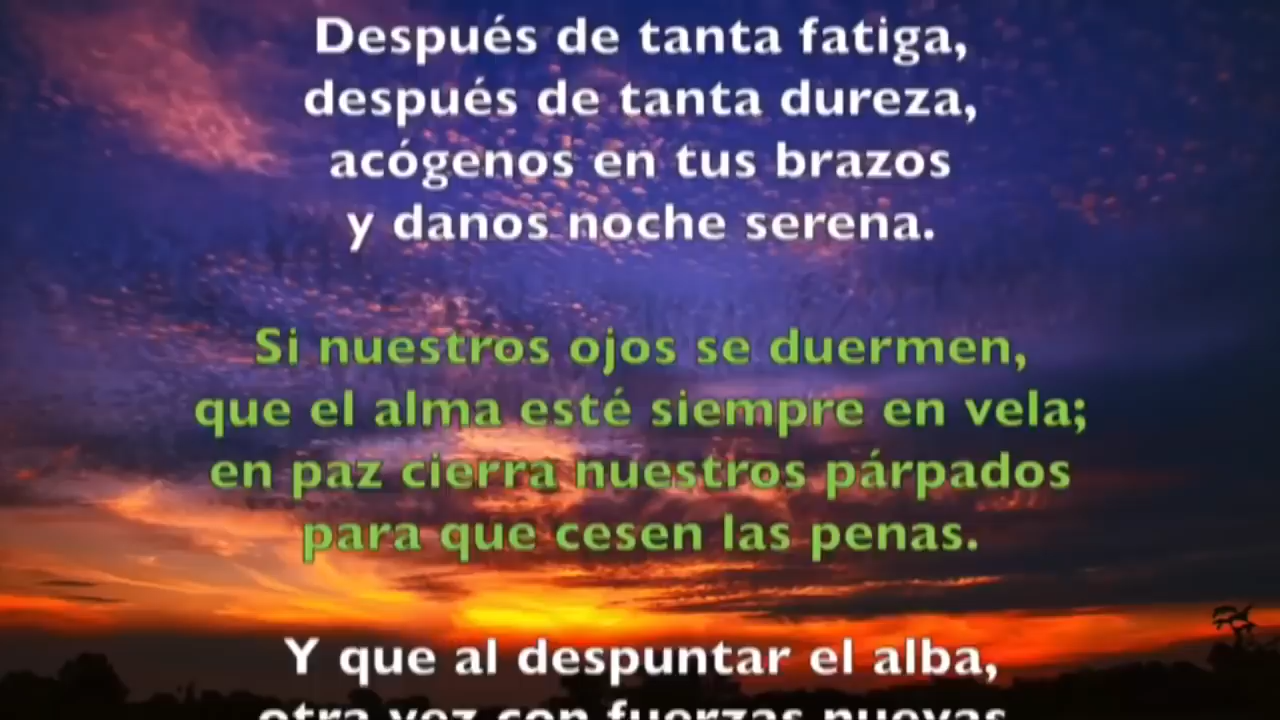 Después de tanta fatiga,
después de tanta dureza,
acógenos en tus brazos
y danos noche serena.
Si nuestros ojos se duermen,
que el alma esté siempre en vela;
en paz cierra nuestros párpados
para que cesen las penas.
Y que al despuntar el alba,
otra vez con fuerzas nuevas